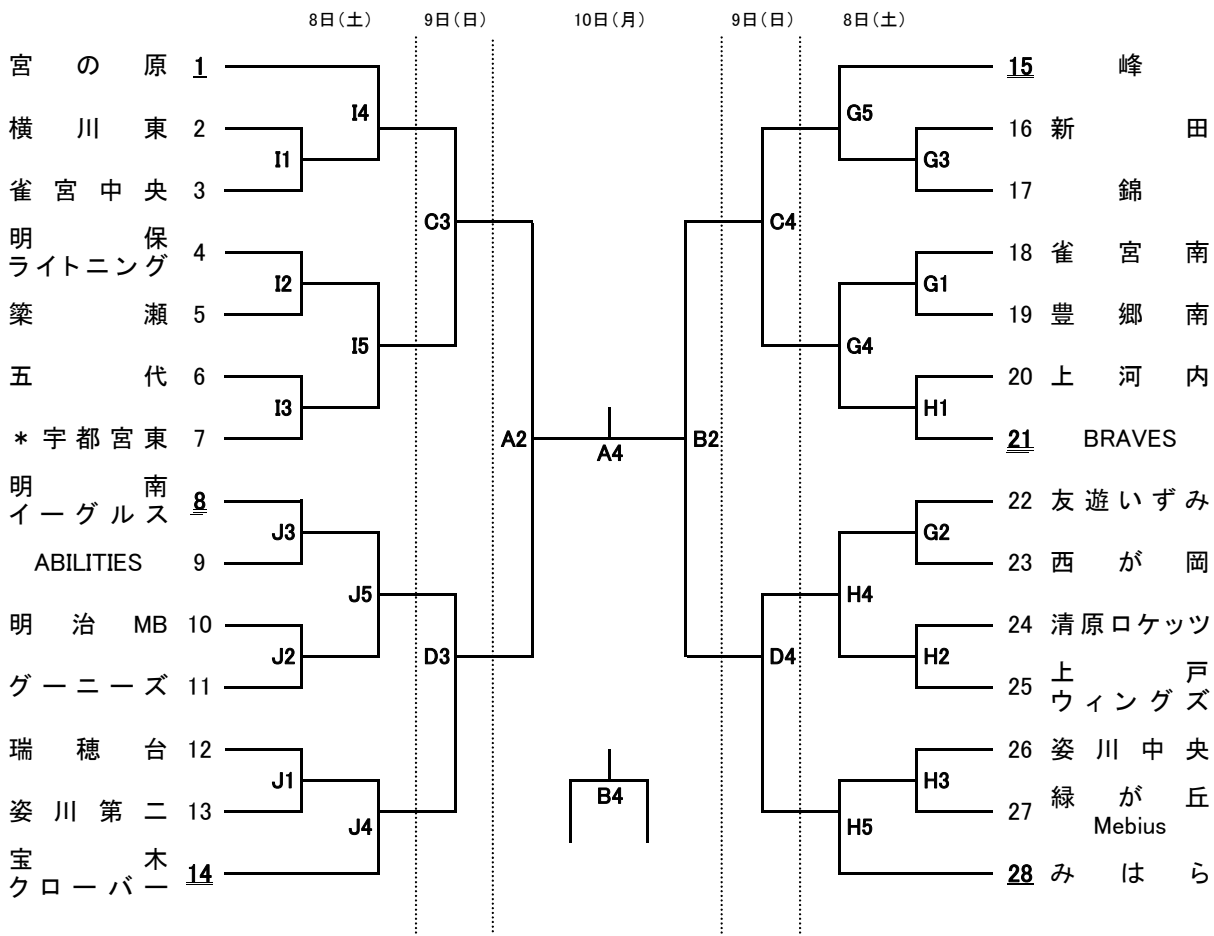 8日(土) 9日(日) 10日(月) 9日(日) 8日(土)
宮の原 1
横川東 2
雀宮中央 3
明保
ライトニング 4
簗瀬 5
五代 6
*宇都宮東 7
明南
イーグルス 8
ABILITIES 9
明治MB 10
グーニーズ 11
瑞穂台 12
姿川第二 13
宝木
クローバー 14
I4
I1
C3
I2
I5
I3
A2
J3
J5
J2
D3
J1
J4
A4
B4
G5
G3
C4
G1
G4
H1
B2
G2
H4
H2
D4
H3
H5
15 峰
16 新田
17 錦
18 雀宮南
19 豊郷南
20 上河内
21 BRAVES
22 友遊いずみ
23 西が岡
24 清原ロケッツ
25 上戸
ウィングズ
26 姿川中央
27 緑が丘
Mebius
28 みはら